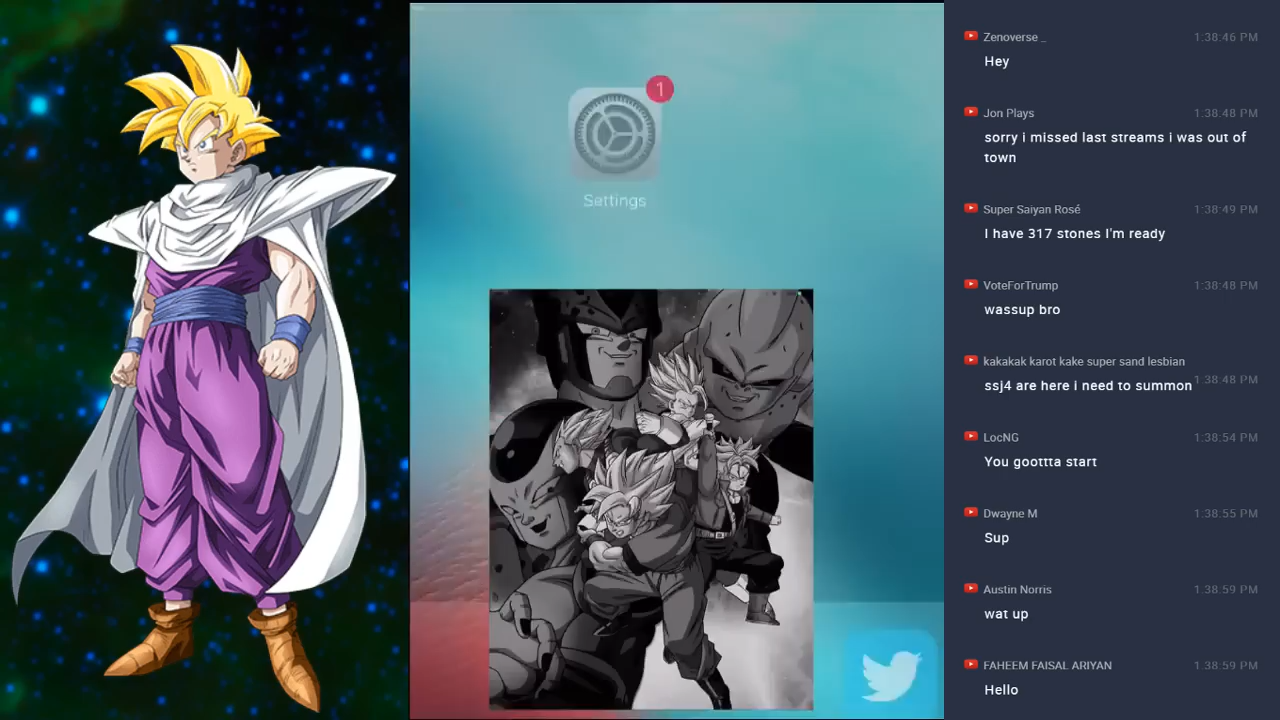 1
Settings
Zenoverse _ 1:38:46 PM
Hey
Jon Plays 1:38:48 PM
sorry i missed last streams i was out of
town
Super Saiyan Rosé 1:38:49 PM
I have 317 stones I'm ready
VoteForTrump 1:38:48 PM
wassup bro
kakakak karot kake super sand lesbian
ssj4 are here i need to summon 1:38:48 PM
LocNG 1:38:54 PM
You goottta start
Dwayne M 1:38:55 PM
Sup
Austin Norris 1:38:59 PM
wat up
FAHEEM FAISAL ARIYAN 1:38:59 PM
Hello